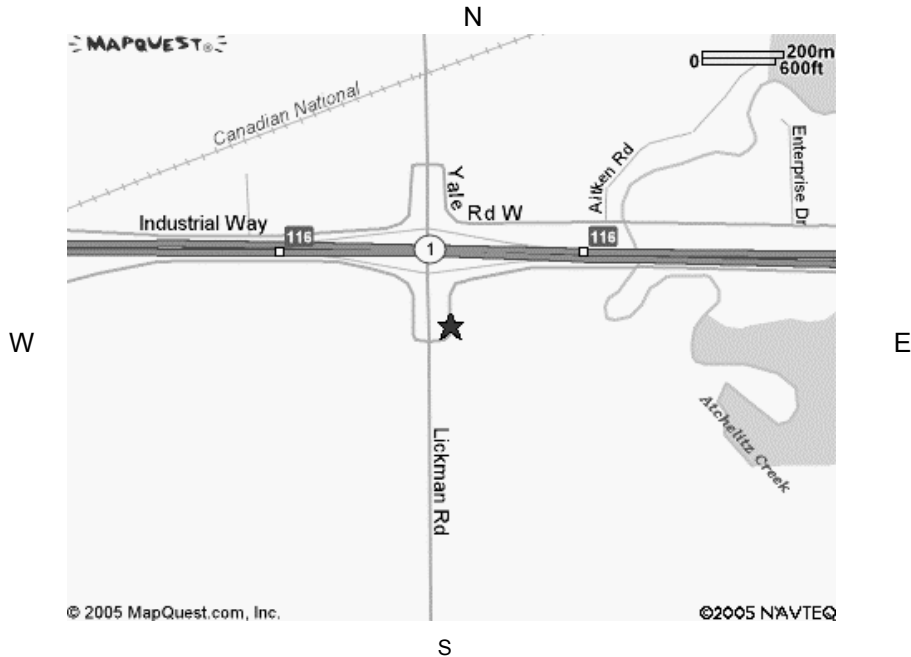 N
MAPQUEST®
200m
0
600ft
Canadian National
Aitken Rd
Enterprise Dr
Yale
Rd W
Industrial Way
116
1
116
W
E
Atchelitz Creek
Lickman Rd
© 2005 MapQuest.com, Inc.
©2005 NAVTEQ
S